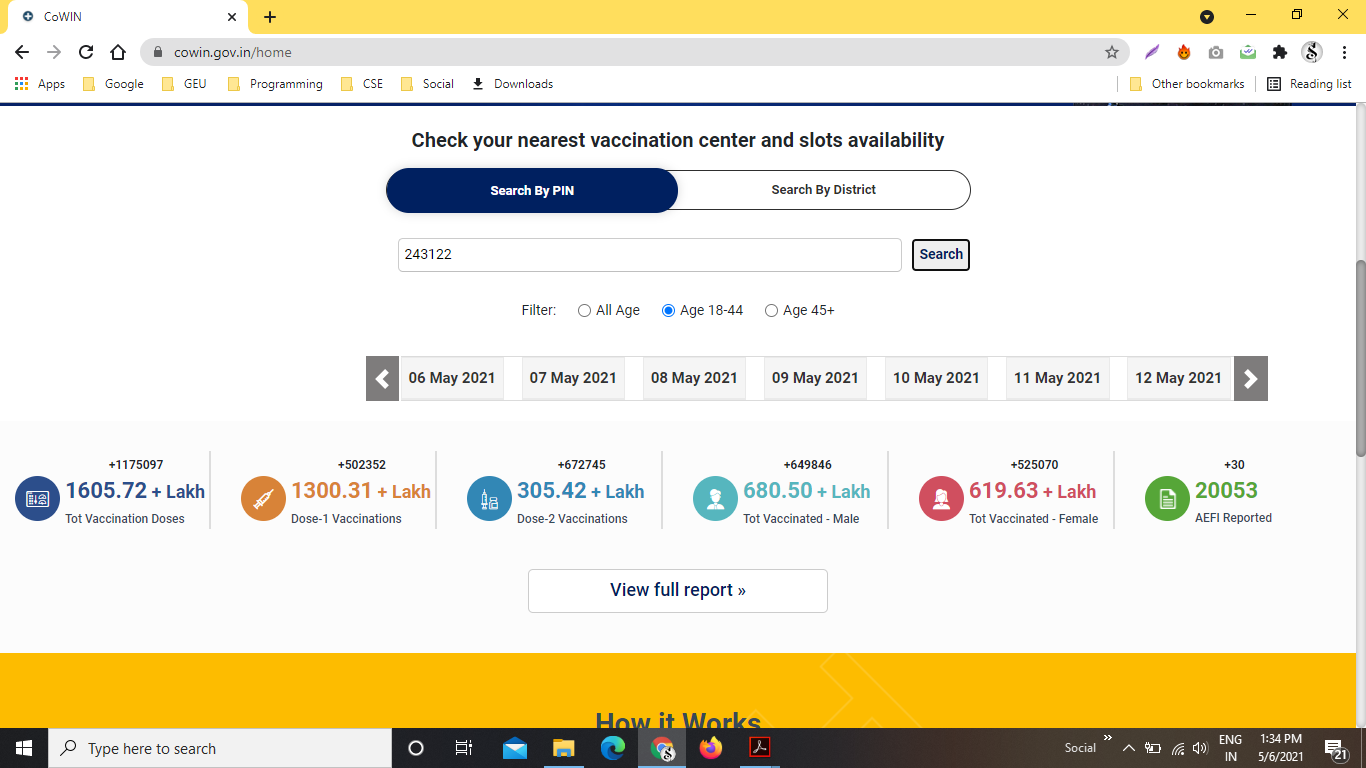 CoWIN
cowin.gov.in/home
Apps Google GEU Programming CSE Social Downloads Other bookmarks Reading list
Check your nearest vaccination center and slots availability
Search By PIN Search By District
243122 Search
Filter: All Age Age 18-44 Age 45+
06 May 2021 07 May 2021 08 May 2021 09 May 2021 10 May 2021 11 May 2021 12 May 2021
+1175097 +502352 +672745 +649846 +525070 +30
1605.72 + Lakh 1300.31 + Lakh 305.42 + Lakh 680.50 + Lakh 619.63 + Lakh 20053
Tot Vaccination Doses Dose-1 Vaccinations Dose-2 Vaccinations Tot Vaccinated - Male Tot Vaccinated - Female AEFI Reported
View full report »
How it Works
Type here to search Social » ENG 1:34 PM
IN 5/6/2021 21